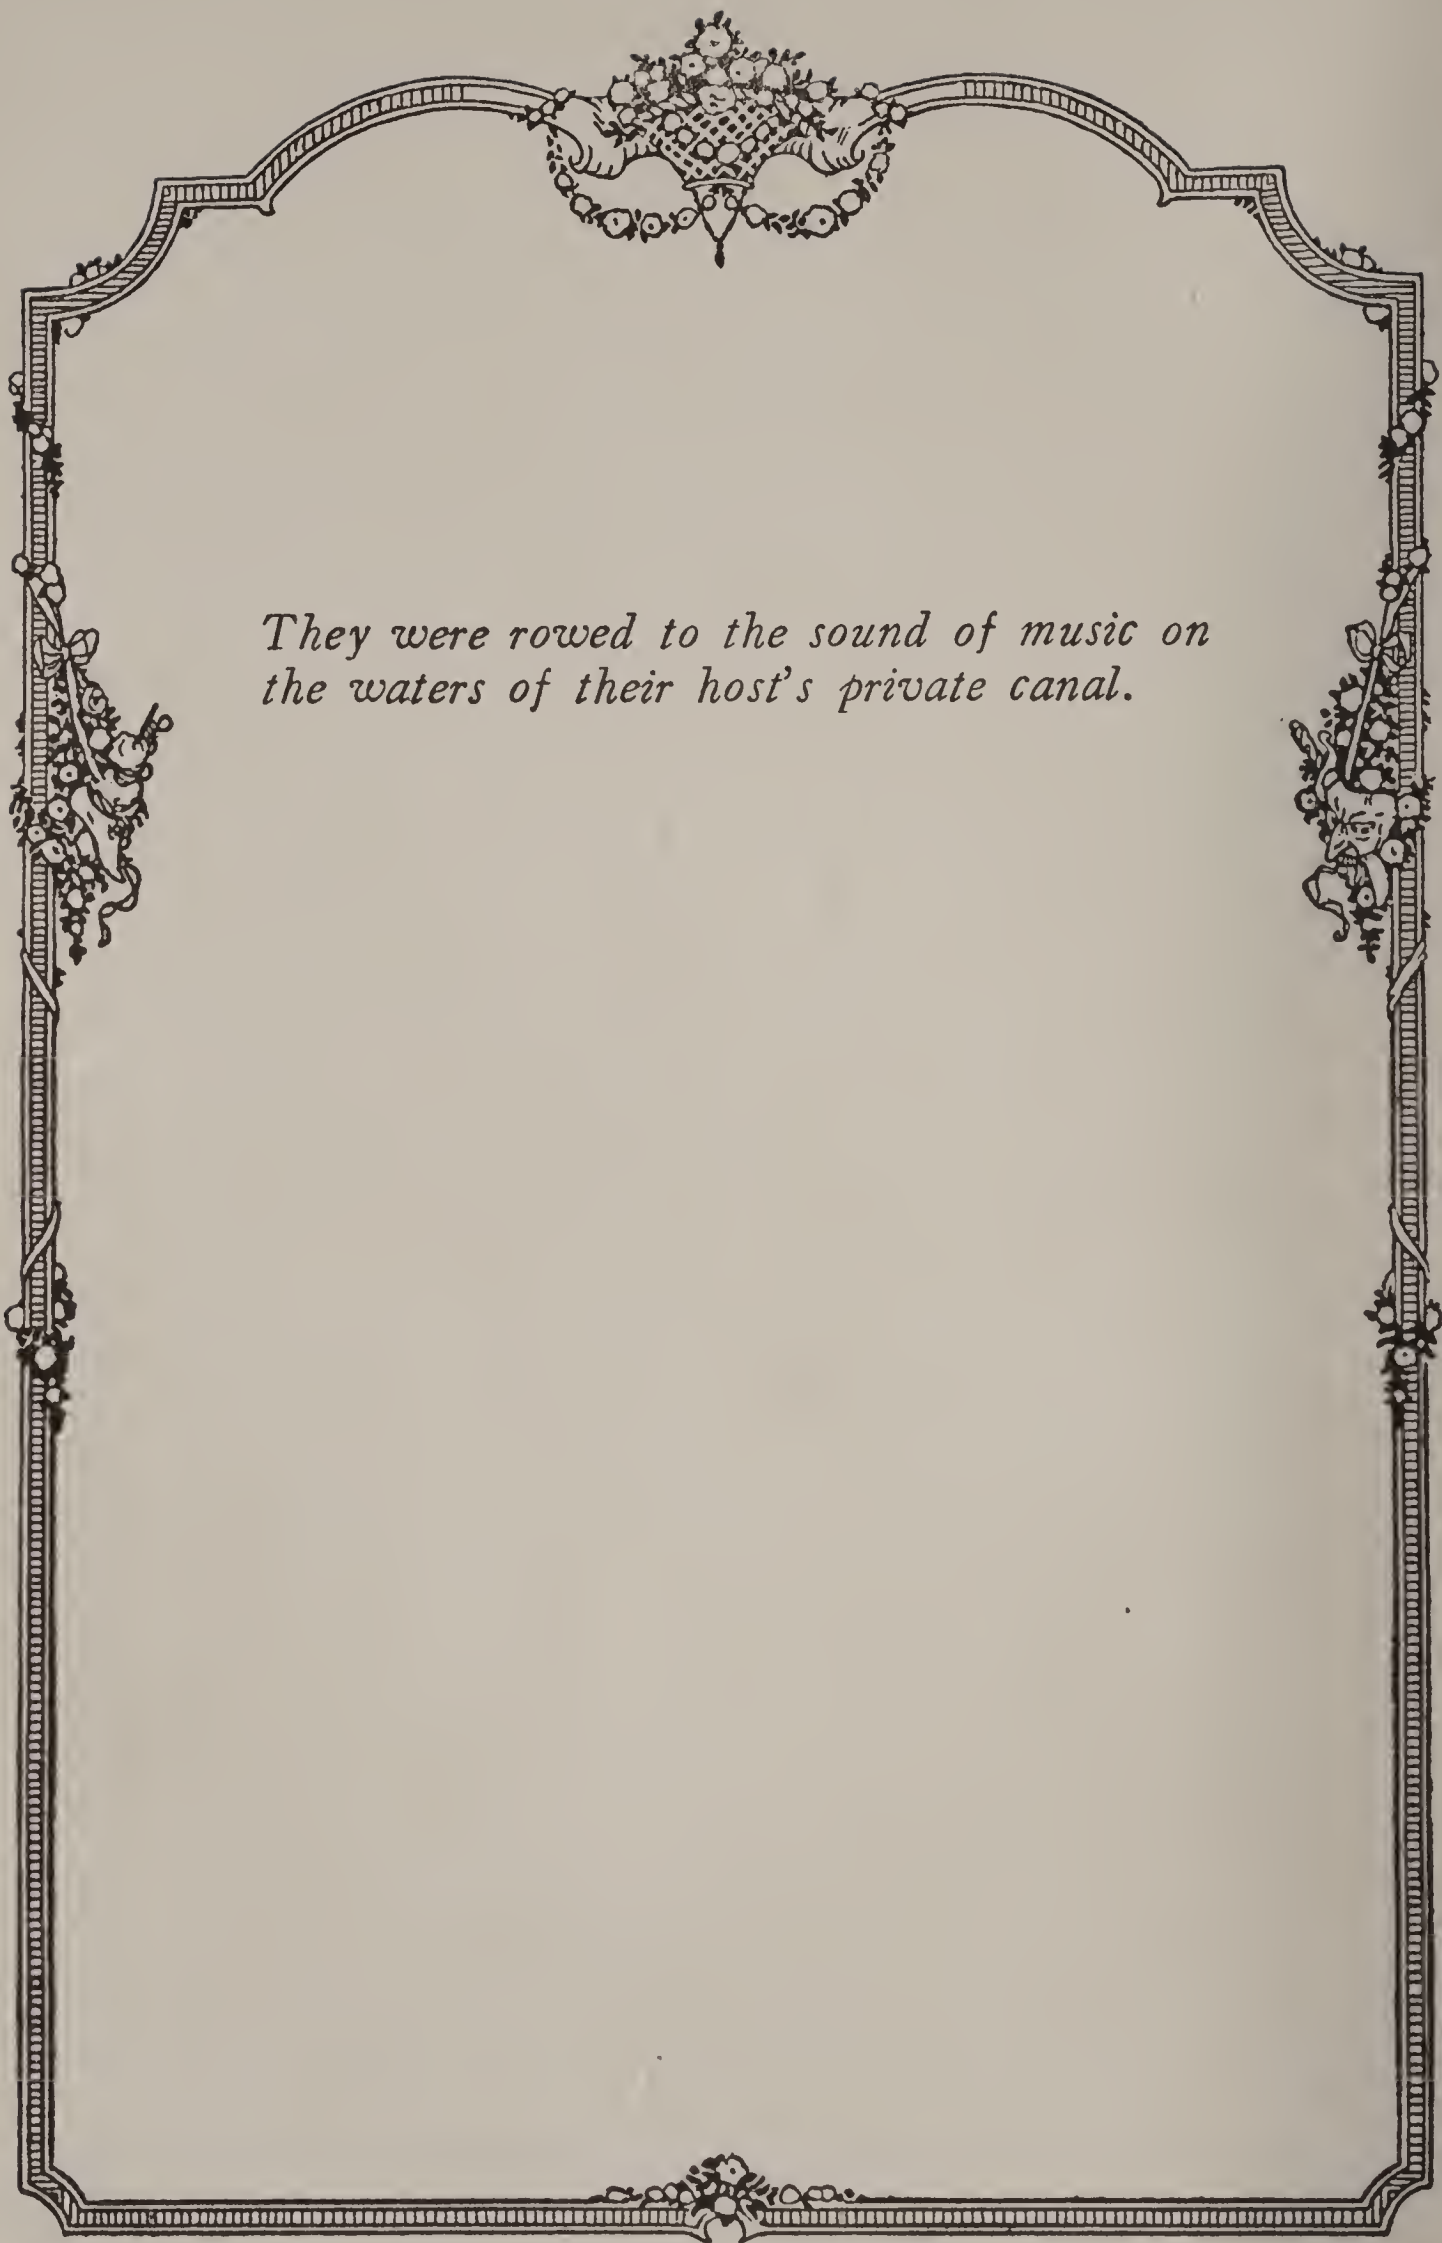 They were rowed to the sound of music on
the waters of their host's private canal.